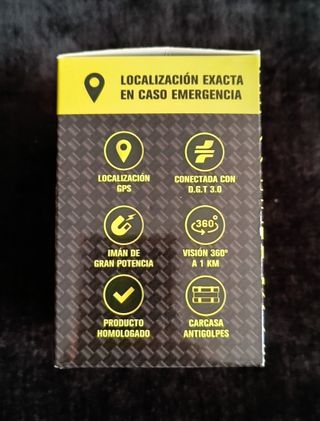 LOCALIZACIÓN EXACTA
EN CASO EMERGENCIA
LOCALIZACIÓN
GPS
CONECTADA CON
D.G.T 3.0
IMÁN DE
GRAN POTENCIA
360°
VISIÓN 360º
A 1 KM
PRODUCTO
HOMOLOGADO
CARCASA
ANTIGOLPES